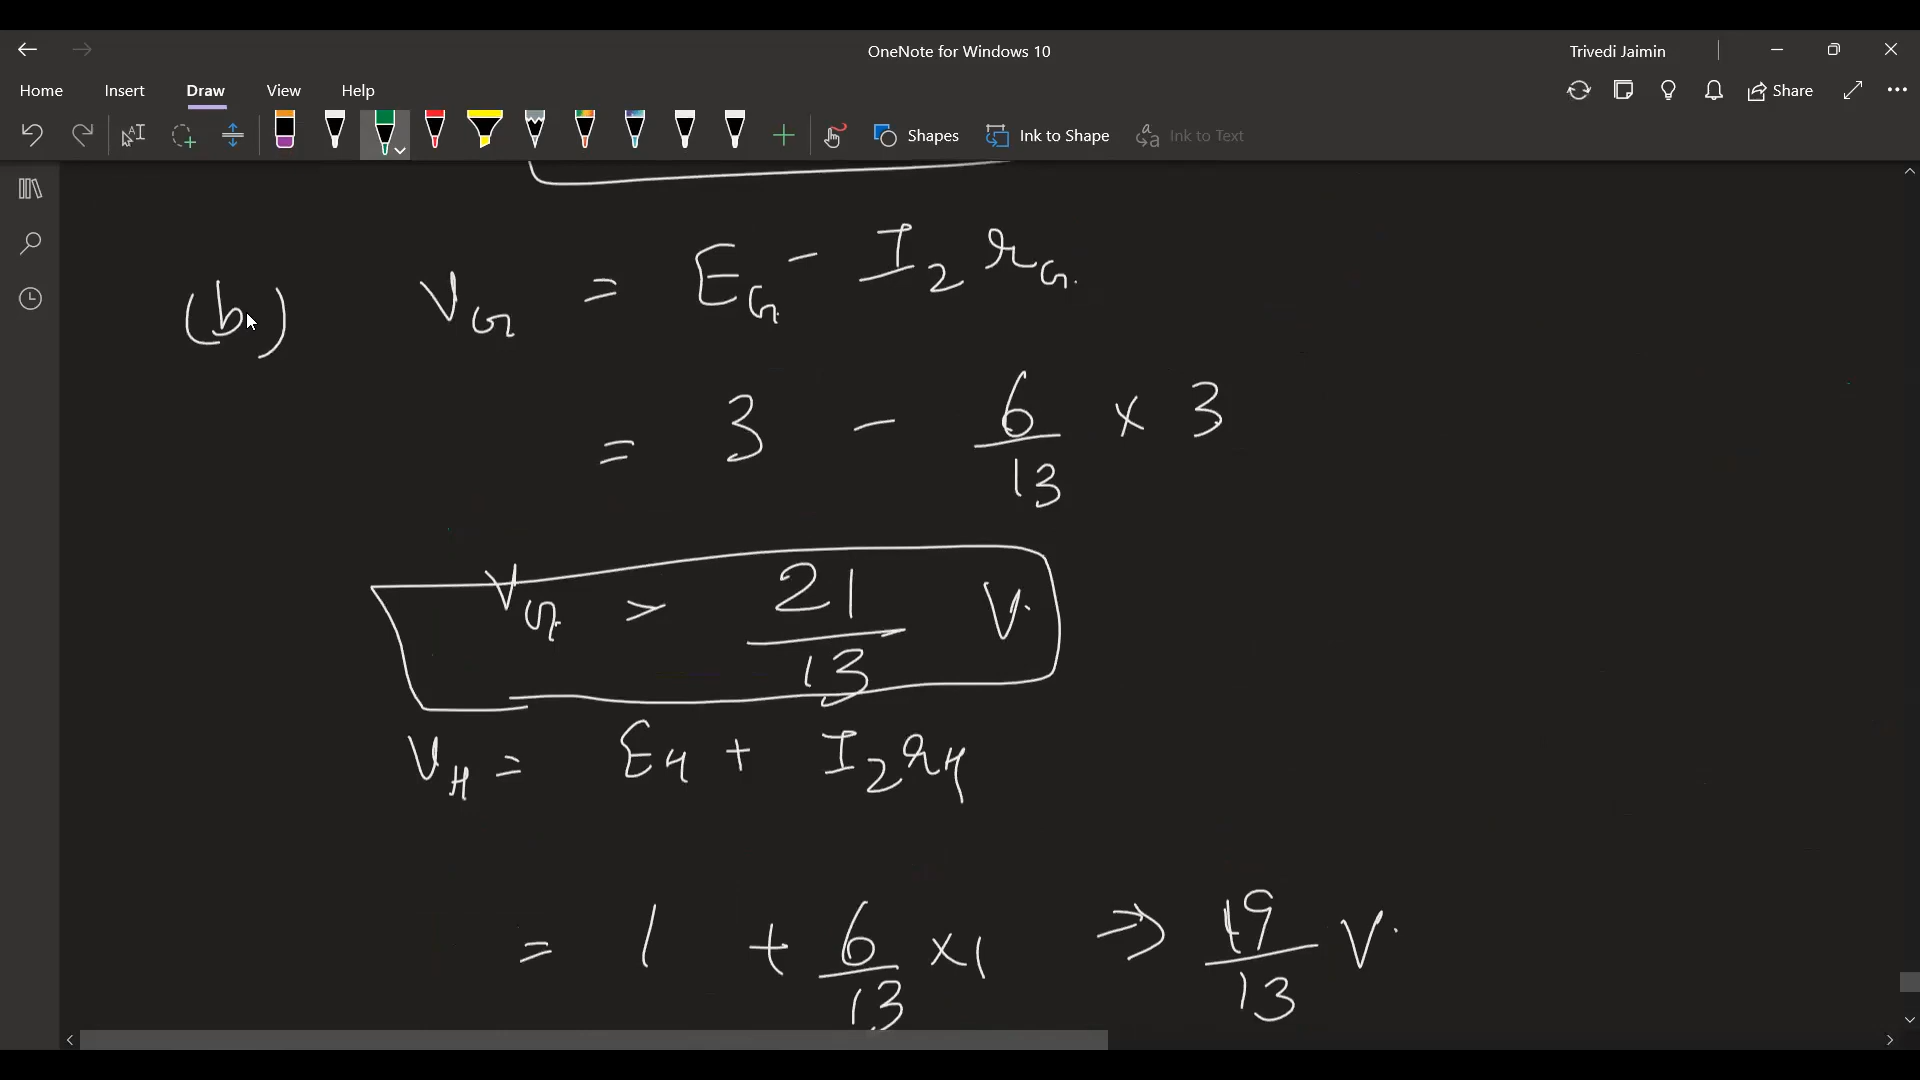 OneNote for Windows 10
Trivedi Jaimin
Home Insert Draw View Help
Share
Shapes Ink to Shape Ink to Text
(b) V_G = E_G - I_2 r_G.
= 3 - 6/13 × 3
V_G > 21/13 V.
V_H = E_H + I_2 r_H
= 1 + 6/13 ×1 ⇒ 19/13 V.